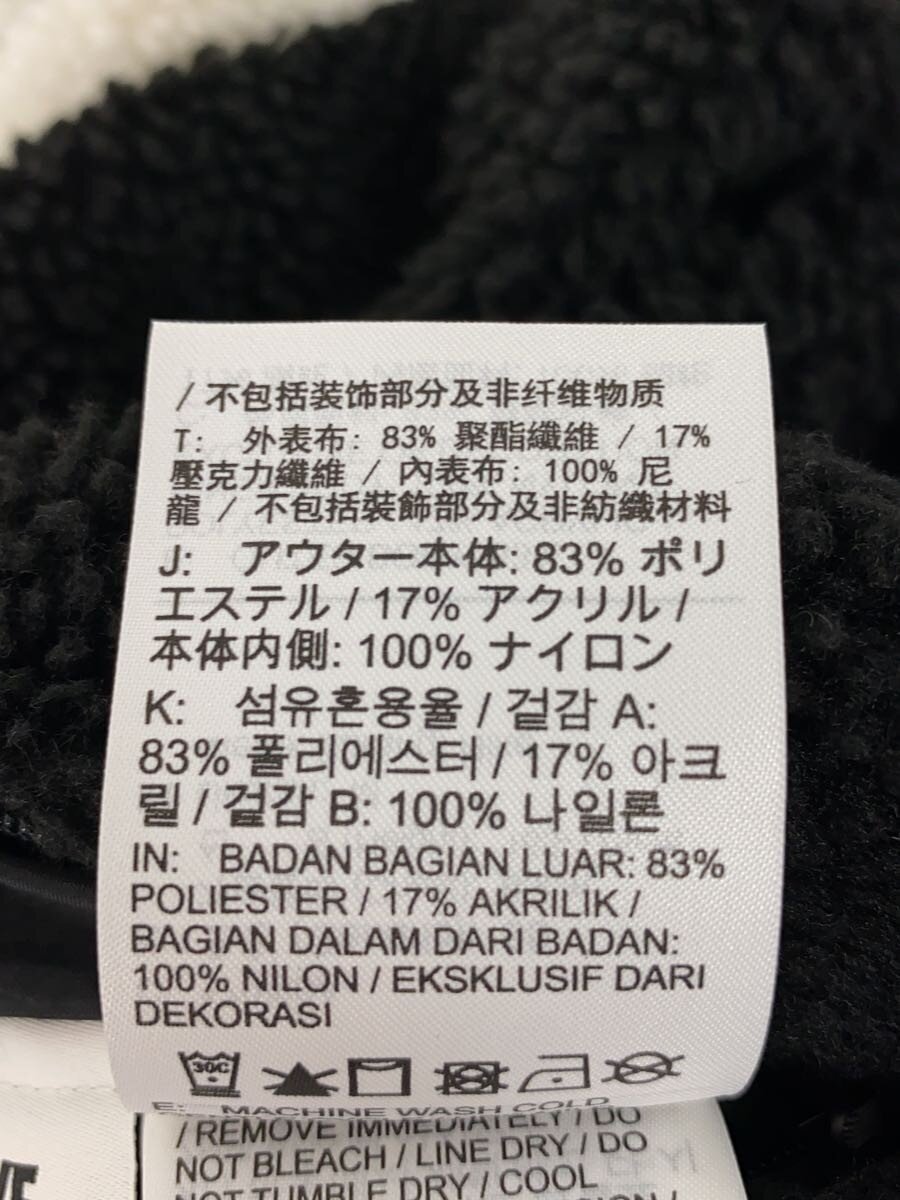 / 不包括装饰部分及非纤维物质
T: 外表布: 83% 聚酯纖維 / 17%
壓克力纖維 / 內表布: 100% 尼
龍 / 不包括裝飾部分及非紡織材料
J: アウター本体: 83% ポリ
エステル / 17% アクリル /
本体内側: 100% ナイロン
K: 섬유혼용율 / 겉감 A:
83% 폴리에스터 / 17% 아크
릴 / 겉감 B: 100% 나일론
IN: BADAN BAGIAN LUAR: 83%
POLIESTER / 17% AKRILIK /
BAGIAN DALAM DARI BADAN:
100% NILON / EKSKLUSIF DARI
DEKORASI
30C
E: MACHINE WASH COLD
/ REMOVE IMMEDIATELY / DO
NOT BLEACH / LINE DRY / DO
NOT TUMBLE DRY / COOL